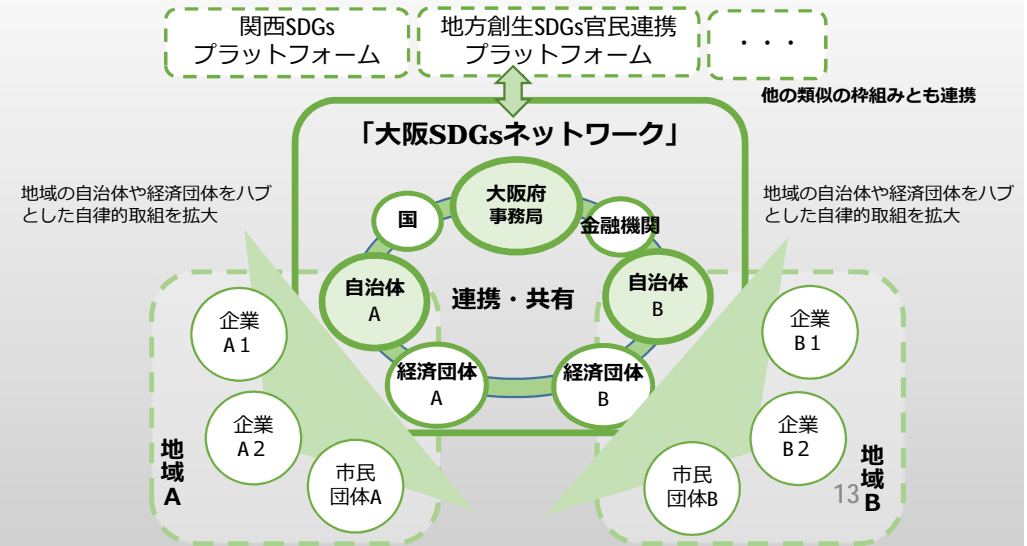 関西SDGs
プラットフォーム
地方創生SDGs官民連携
プラットフォーム
・・・
他の類似の枠組みとも連携
「大阪SDGsネットワーク」
地域の自治体や経済団体をハブ
とした自律的取組を拡大
地域の自治体や経済団体をハブ
とした自律的取組を拡大
大阪府
事務局
国
金融機関
自治体
A
連携・共有
自治体
B
経済団体
A
経済団体
B
企業
A1
企業
A2
市民
団体A
地域A
企業
B1
企業
B2
市民
団体B
地域B
13